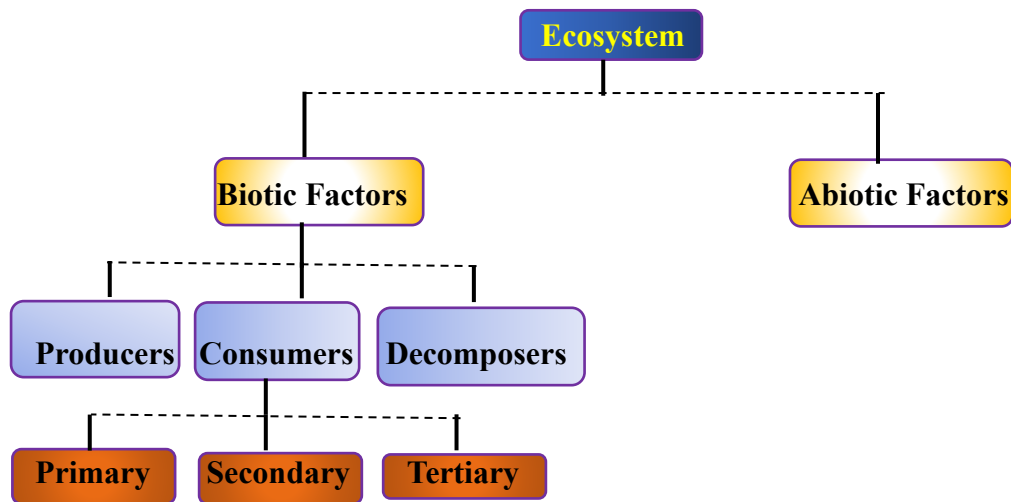 Ecosystem
Biotic Factors
Abiotic Factors
Producers
Consumers
Decomposers
Primary
Secondary
Tertiary